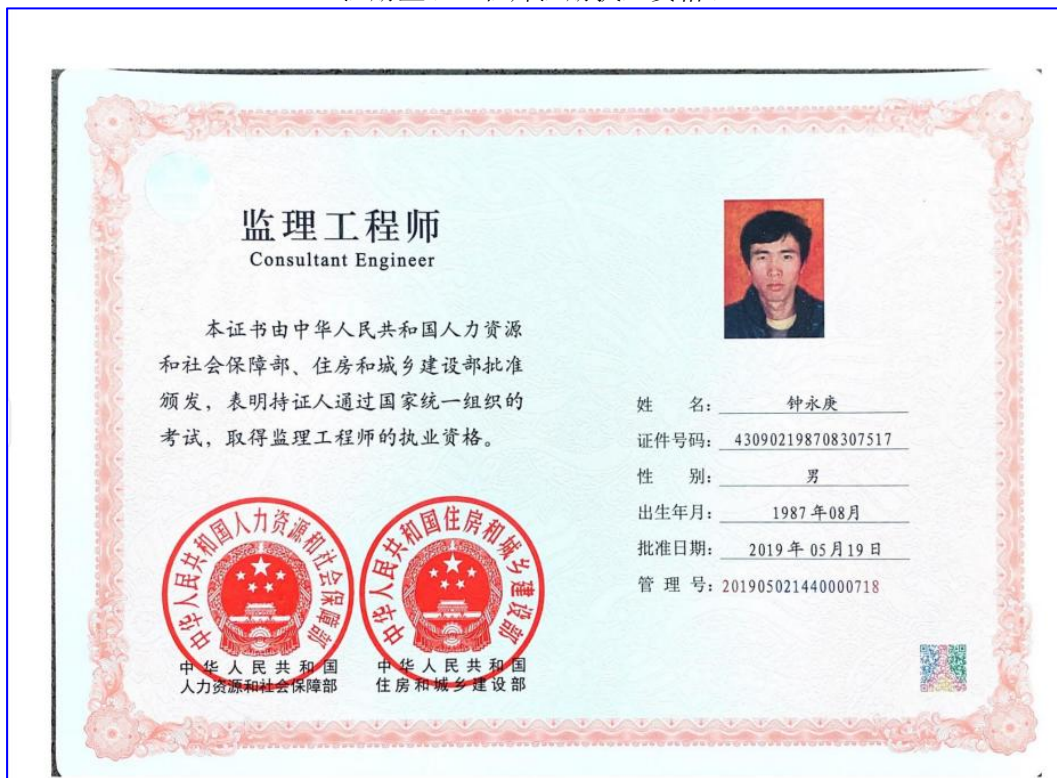 监理工程师
Consultant Engineer
本证书由中华人民共和国人力资源
和社会保障部、住房和城乡建设部批准
颁发，表明持证人通过国家统一组织的
考试，取得监理工程师的执业资格。
中华人民共和国人力资源和社会保障部
中华人民共和国住房和城乡建设部
中华人民共和国
人力资源和社会保障部
中华人民共和国
住房和城乡建设部
姓 名：钟永庚
证件号码：430902198708307517
性 别：男
出生年月：1987年08月
批准日期：2019年05月19日
管 理 号：201905021440000718